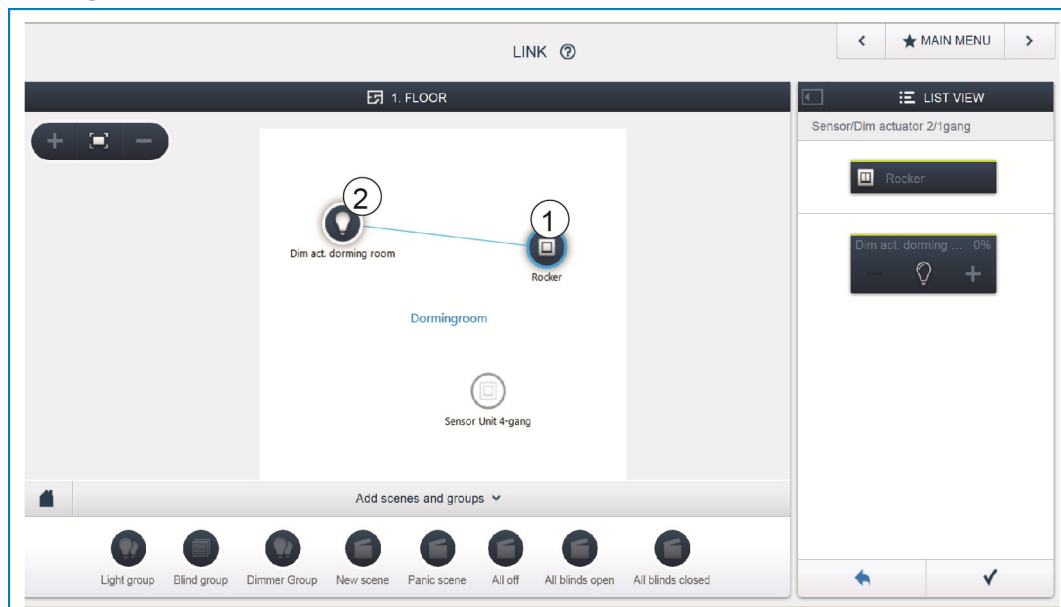 LINK ?
< ★ MAIN MENU >
1. FLOOR
LIST VIEW
Sensor/Dim actuator 2/1gang
+ −
2
1
Rocker
Dim act. dorming room
Rocker
Dim act. dorming ... 0%
− +
Dormingroom
Sensor Unit 4-gang
Add scenes and groups
Light group Blind group Dimmer Group New scene Panic scene All off All blinds open All blinds closed